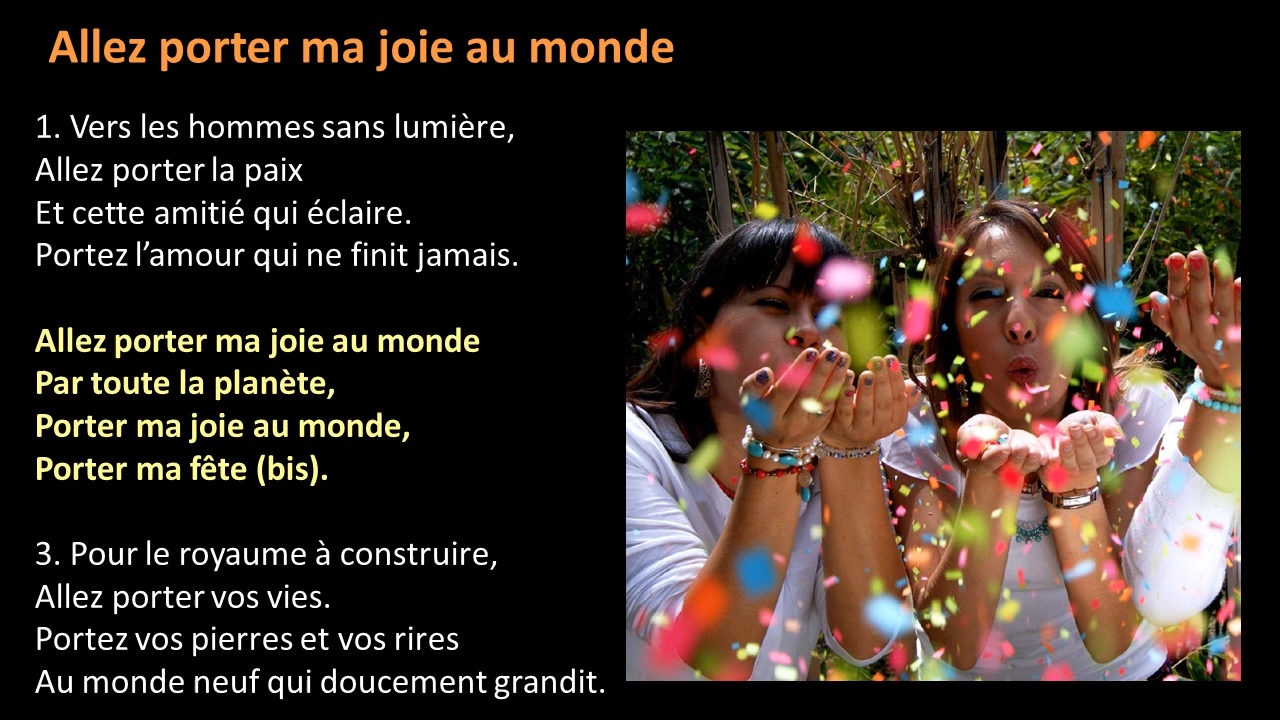 Allez porter ma joie au monde
1. Vers les hommes sans lumière,
Allez porter la paix
Et cette amitié qui éclaire.
Portez l’amour qui ne finit jamais.
Allez porter ma joie au monde
Par toute la planète,
Porter ma joie au monde,
Porter ma fête (bis).
3. Pour le royaume à construire,
Allez porter vos vies.
Portez vos pierres et vos rires
Au monde neuf qui doucement grandit.